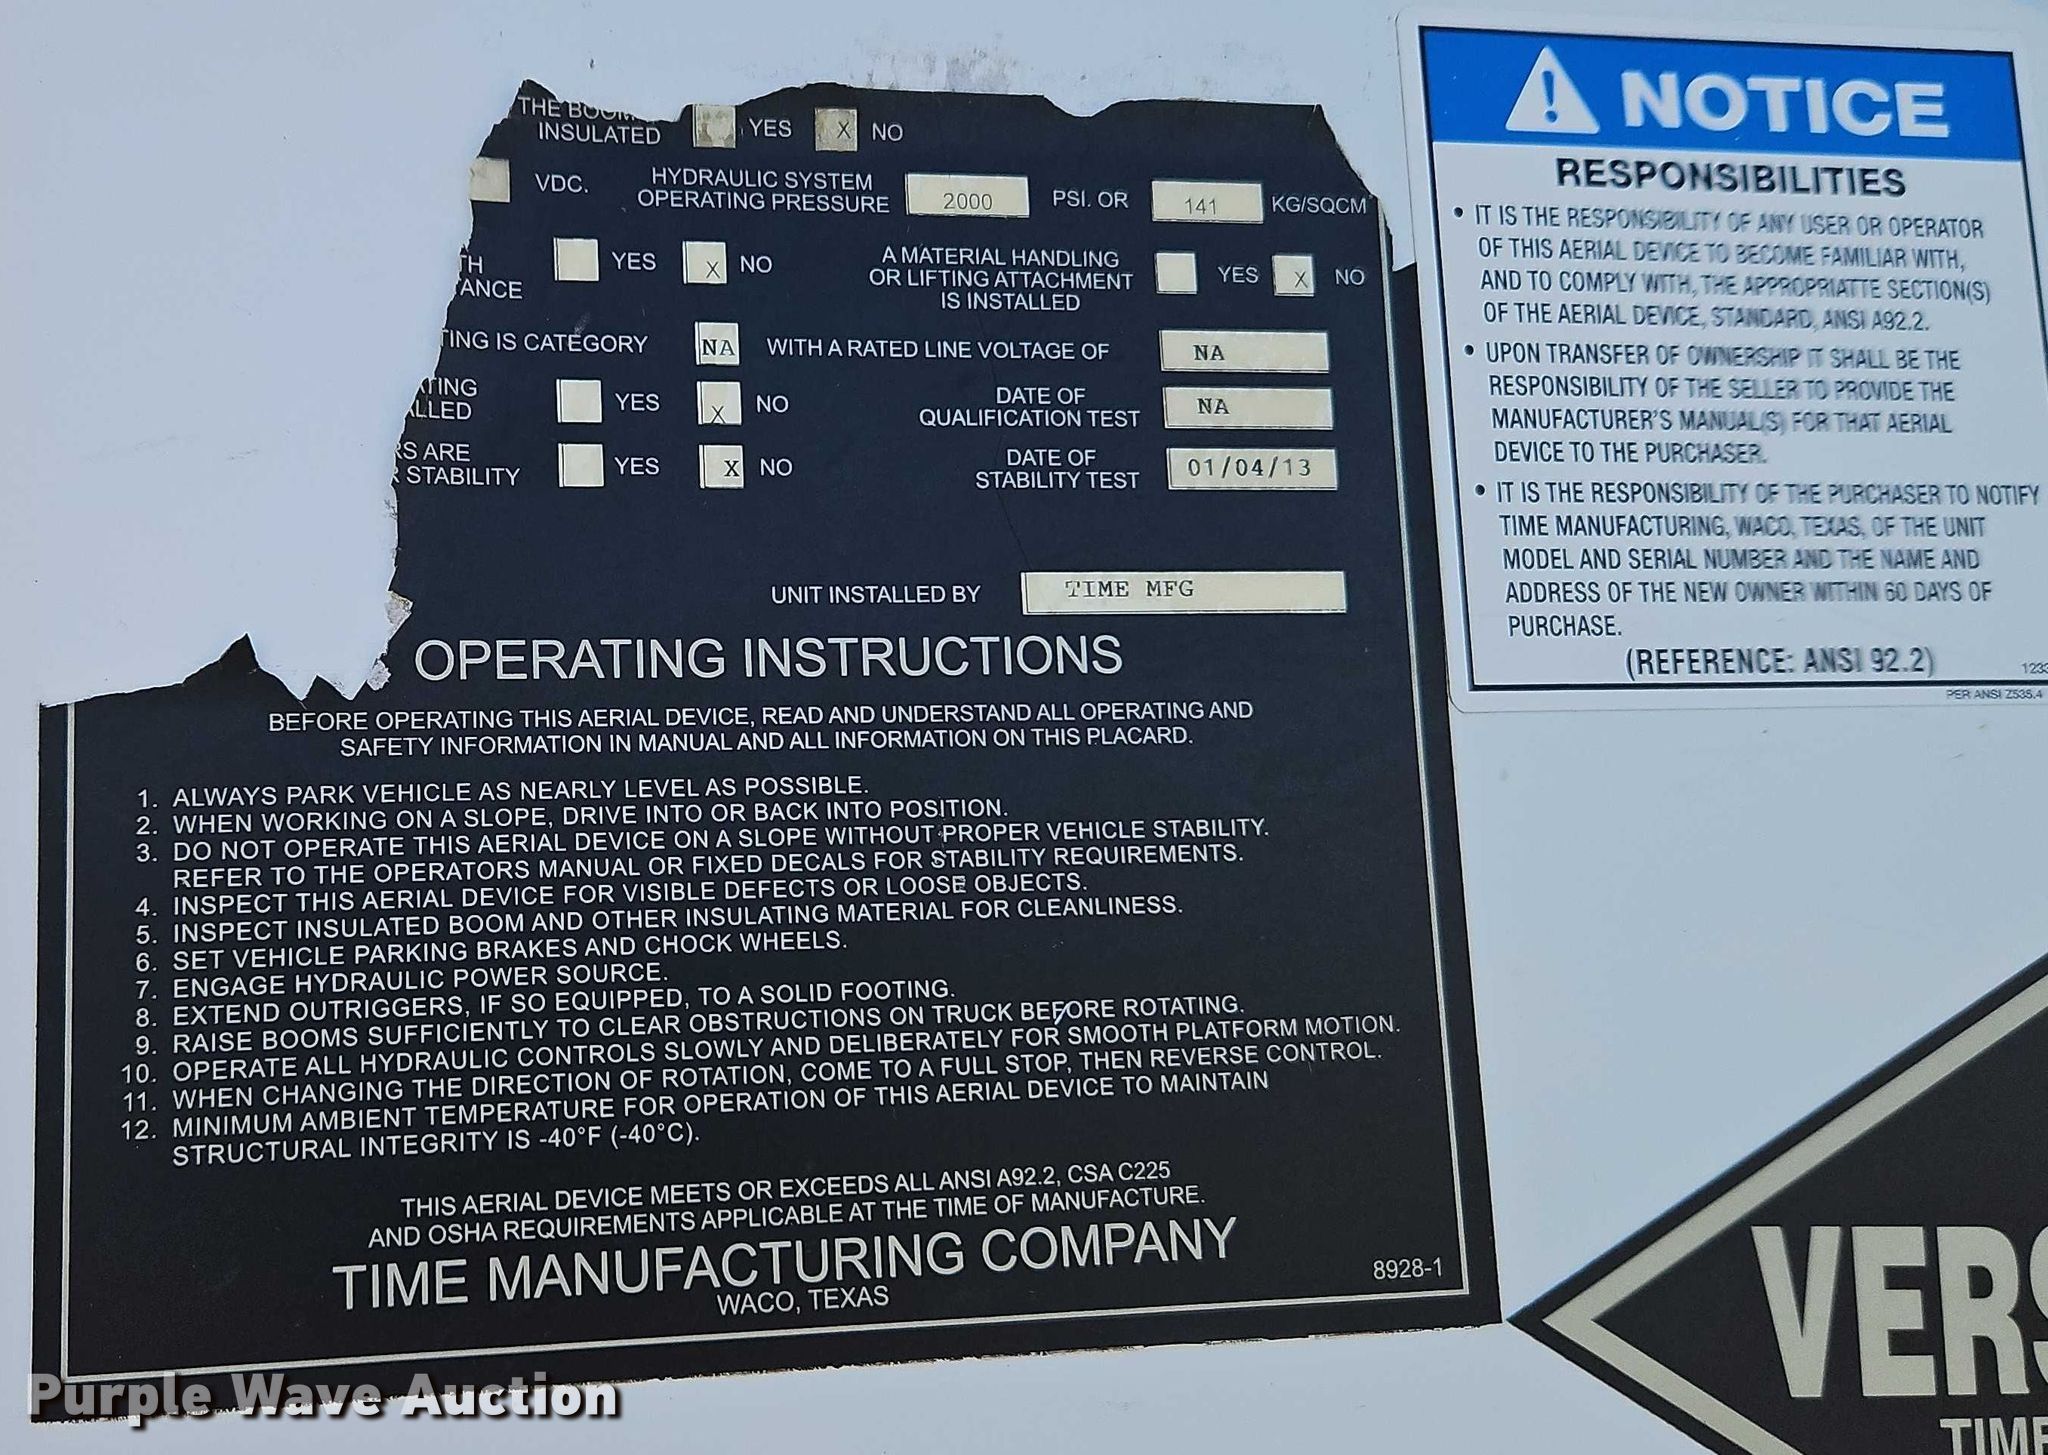 THE BOOM
INSULATED YES X NO
VDC. HYDRAULIC SYSTEM
OPERATING PRESSURE 2000 PSI. OR 141 KG/SQCM
TH
ANCE YES X NO
A MATERIAL HANDLING
OR LIFTING ATTACHMENT
IS INSTALLED YES X NO
TING IS CATEGORY NA WITH A RATED LINE VOLTAGE OF NA
ATING
ALLED YES X NO
DATE OF
QUALIFICATION TEST NA
RS ARE
R STABILITY YES X NO
DATE OF
STABILITY TEST 01/04/13
UNIT INSTALLED BY TIME MFG
OPERATING INSTRUCTIONS
BEFORE OPERATING THIS AERIAL DEVICE, READ AND UNDERSTAND ALL OPERATING AND
SAFETY INFORMATION IN MANUAL AND ALL INFORMATION ON THIS PLACARD.
1. ALWAYS PARK VEHICLE AS NEARLY LEVEL AS POSSIBLE.
2. WHEN WORKING ON A SLOPE, DRIVE INTO OR BACK INTO POSITION.
3. DO NOT OPERATE THIS AERIAL DEVICE ON A SLOPE WITHOUT PROPER VEHICLE STABILITY.
REFER TO THE OPERATORS MANUAL OR FIXED DECALS FOR STABILITY REQUIREMENTS.
4. INSPECT THIS AERIAL DEVICE FOR VISIBLE DEFECTS OR LOOSE OBJECTS.
5. INSPECT INSULATED BOOM AND OTHER INSULATING MATERIAL FOR CLEANLINESS.
6. SET VEHICLE PARKING BRAKES AND CHOCK WHEELS.
7. ENGAGE HYDRAULIC POWER SOURCE.
8. EXTEND OUTRIGGERS, IF SO EQUIPPED, TO A SOLID FOOTING.
9. RAISE BOOMS SUFFICIENTLY TO CLEAR OBSTRUCTIONS ON TRUCK BEFORE ROTATING.
10. OPERATE ALL HYDRAULIC CONTROLS SLOWLY AND DELIBERATELY FOR SMOOTH PLATFORM MOTION.
11. WHEN CHANGING THE DIRECTION OF ROTATION, COME TO A FULL STOP, THEN REVERSE CONTROL.
12. MINIMUM AMBIENT TEMPERATURE FOR OPERATION OF THIS AERIAL DEVICE TO MAINTAIN
STRUCTURAL INTEGRITY IS -40°F (-40°C).
THIS AERIAL DEVICE MEETS OR EXCEEDS ALL ANSI A92.2, CSA C225
AND OSHA REQUIREMENTS APPLICABLE AT THE TIME OF MANUFACTURE.
TIME MANUFACTURING COMPANY
WACO, TEXAS
8928-1
NOTICE
RESPONSIBILITIES
• IT IS THE RESPONSIBILITY OF ANY USER OR OPERATOR
OF THIS AERIAL DEVICE TO BECOME FAMILIAR WITH,
AND TO COMPLY WITH, THE APPROPRIATTE SECTION(S)
OF THE AERIAL DEVICE, STANDARD, ANSI A92.2.
• UPON TRANSFER OF OWNERSHIP IT SHALL BE THE
RESPONSIBILITY OF THE SELLER TO PROVIDE THE
MANUFACTURER'S MANUAL(S) FOR THAT AERIAL
DEVICE TO THE PURCHASER.
• IT IS THE RESPONSIBILITY OF THE PURCHASER TO NOTIFY
TIME MANUFACTURING, WACO, TEXAS, OF THE UNIT
MODEL AND SERIAL NUMBER AND THE NAME AND
ADDRESS OF THE NEW OWNER WITHIN 60 DAYS OF
PURCHASE.
(REFERENCE: ANSI 92.2)
1233
PER ANSI Z535.4
VERS
TIME
Purple Wave Auction